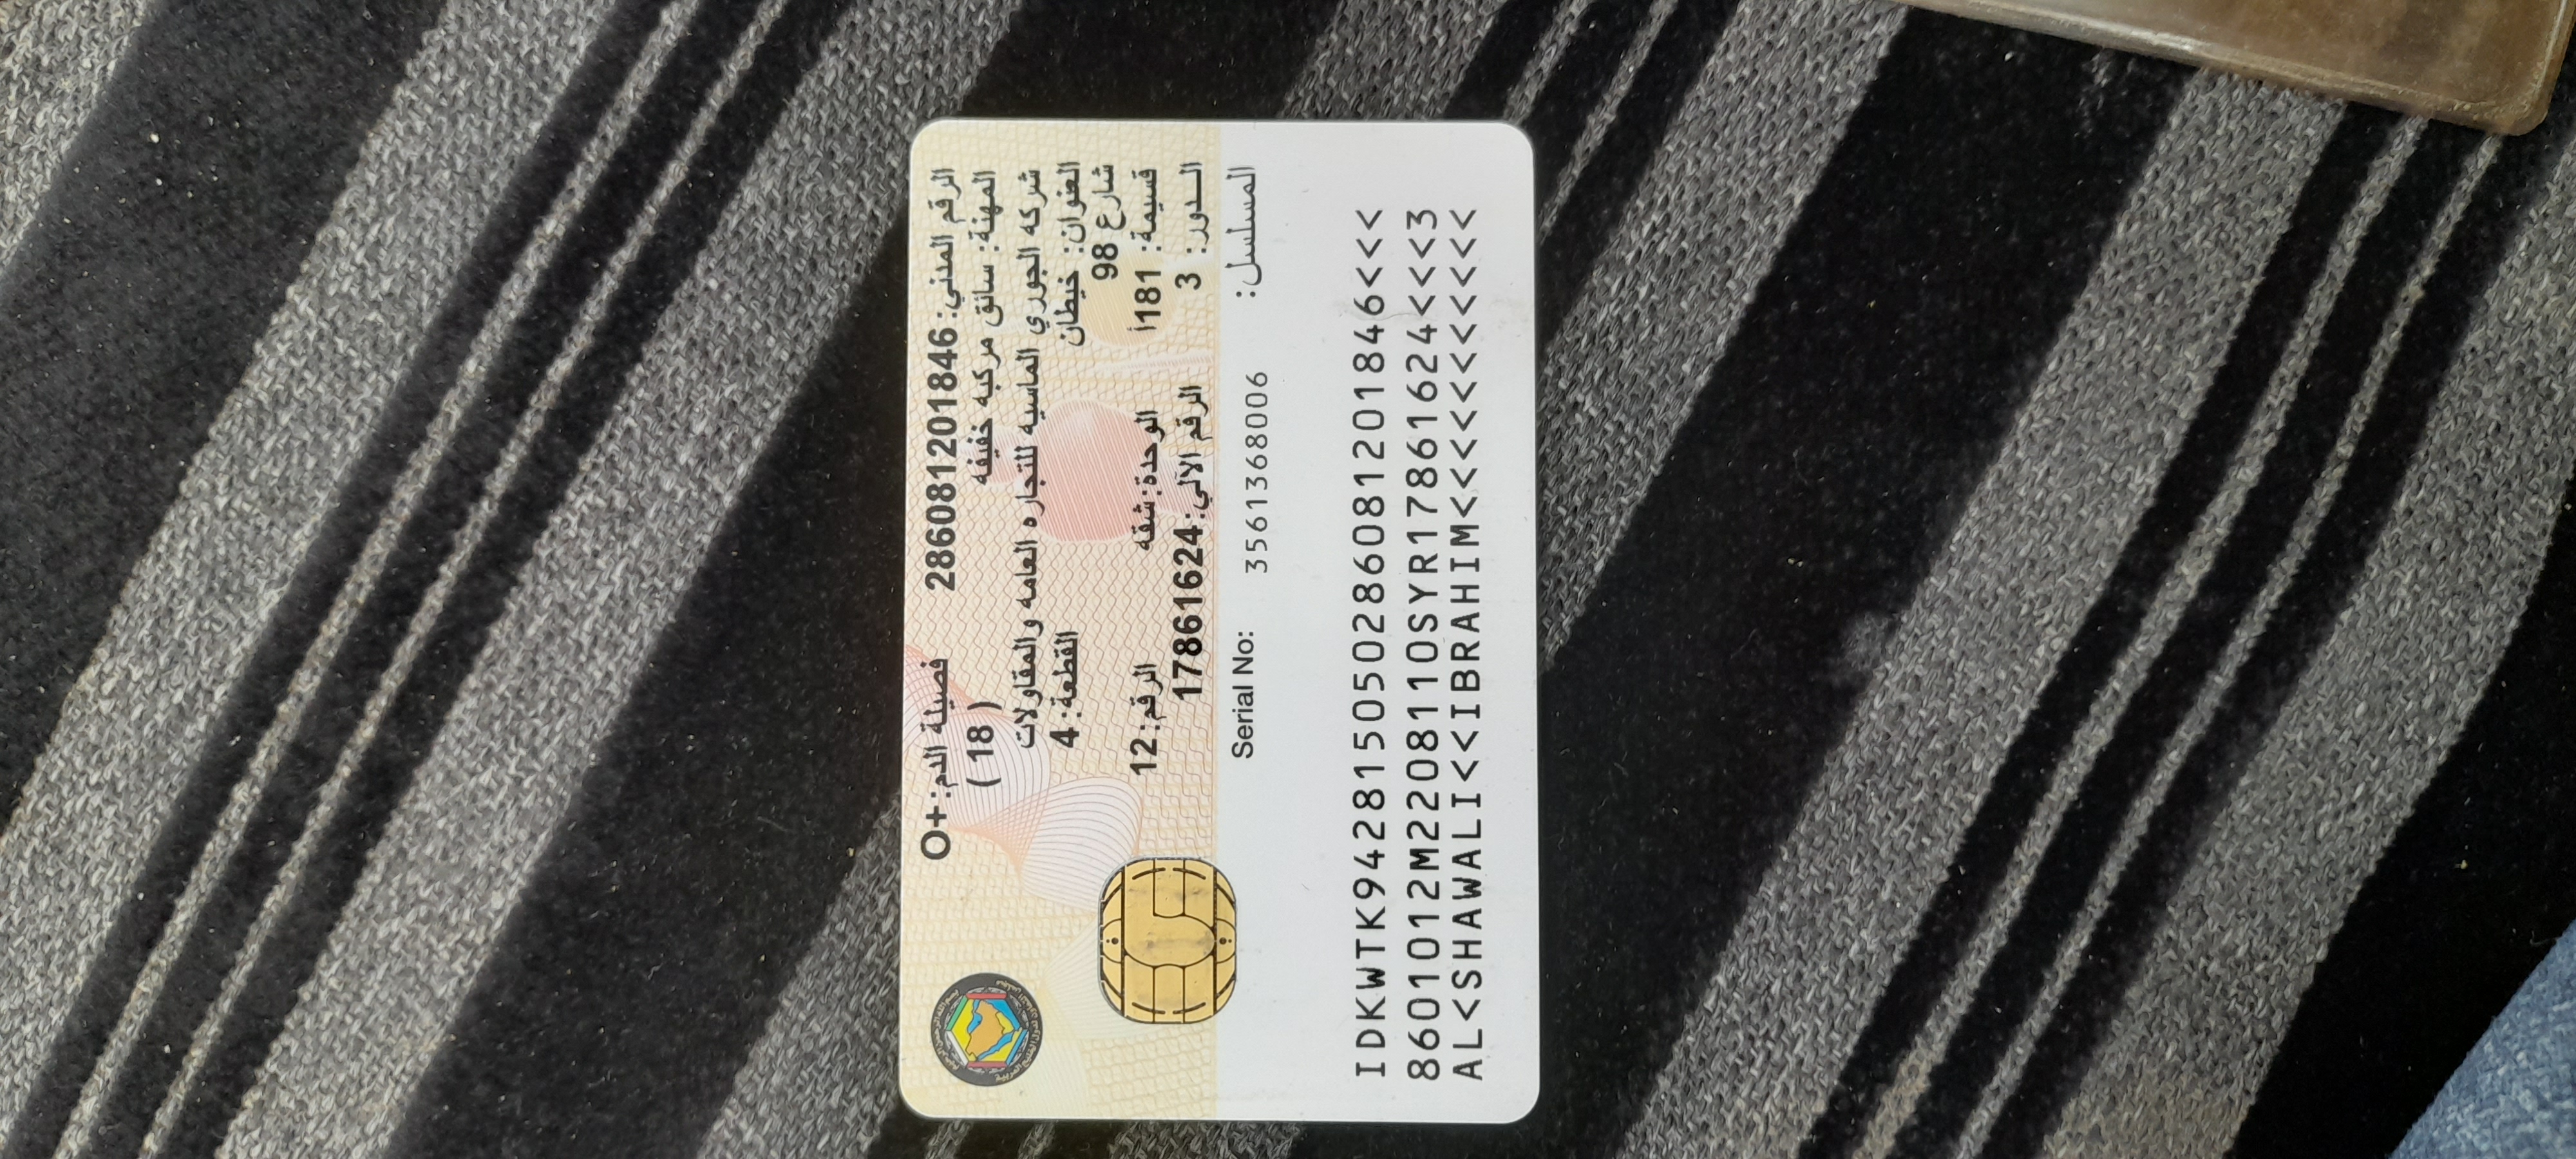 الرقم المدني: 286081201846 فصيلة الدم: O+
المهنة: سائق مركبه خفيفه (18)
شركه الجوري الماسيه للتجاره العامه والمقاولات
العنوان: خيطان القطعة: 4
شارع 98
قسيمة: 181أ الوحدة: شقه الرقم: 12
الــدور: 3 الرقم الآلي: 17861624
المسلسل: 3561368006 Serial No:
IDKWTK942815050286081201846<<<
8601012M2208110SYR17861624<<<3
AL<SHAWALI<<IBRAHIM<<<<<<<<<<<